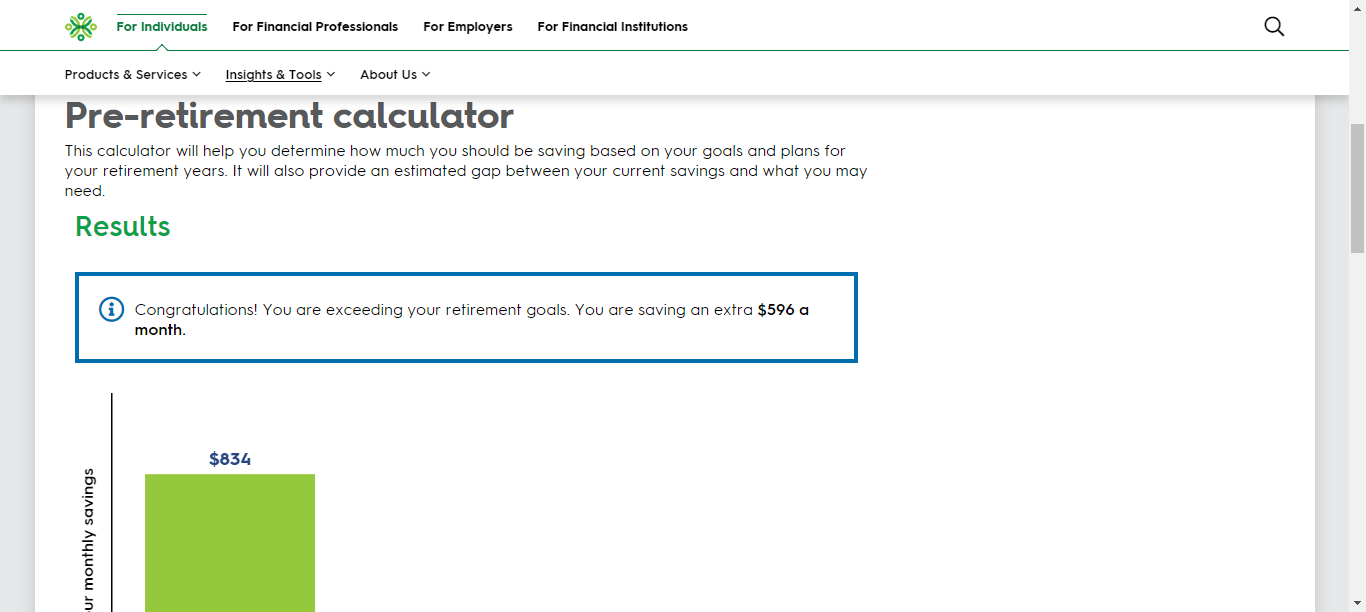 For Individuals For Financial Professionals For Employers For Financial Institutions
Products & Services Insights & Tools About Us
Pre-retirement calculator
This calculator will help you determine how much you should be saving based on your goals and plans for
your retirement years. It will also provide an estimated gap between your current savings and what you may
need.
Results
Congratulations! You are exceeding your retirement goals. You are saving an extra $596 a
month.
$834
monthly savings